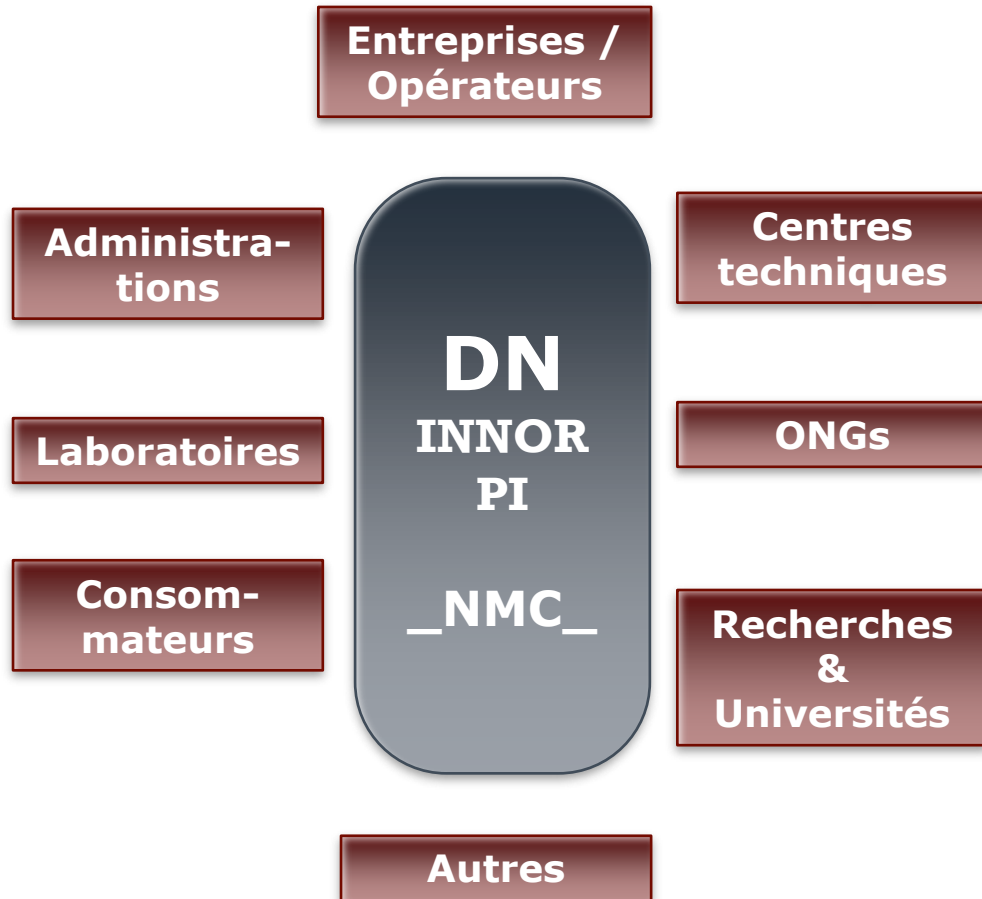 Entreprises /
Opérateurs
Administra-
tions
Centres
techniques
DN
INNOR
PI
_NMC_
Laboratoires
ONGs
Consom-
mateurs
Recherches
&
Universités
Autres